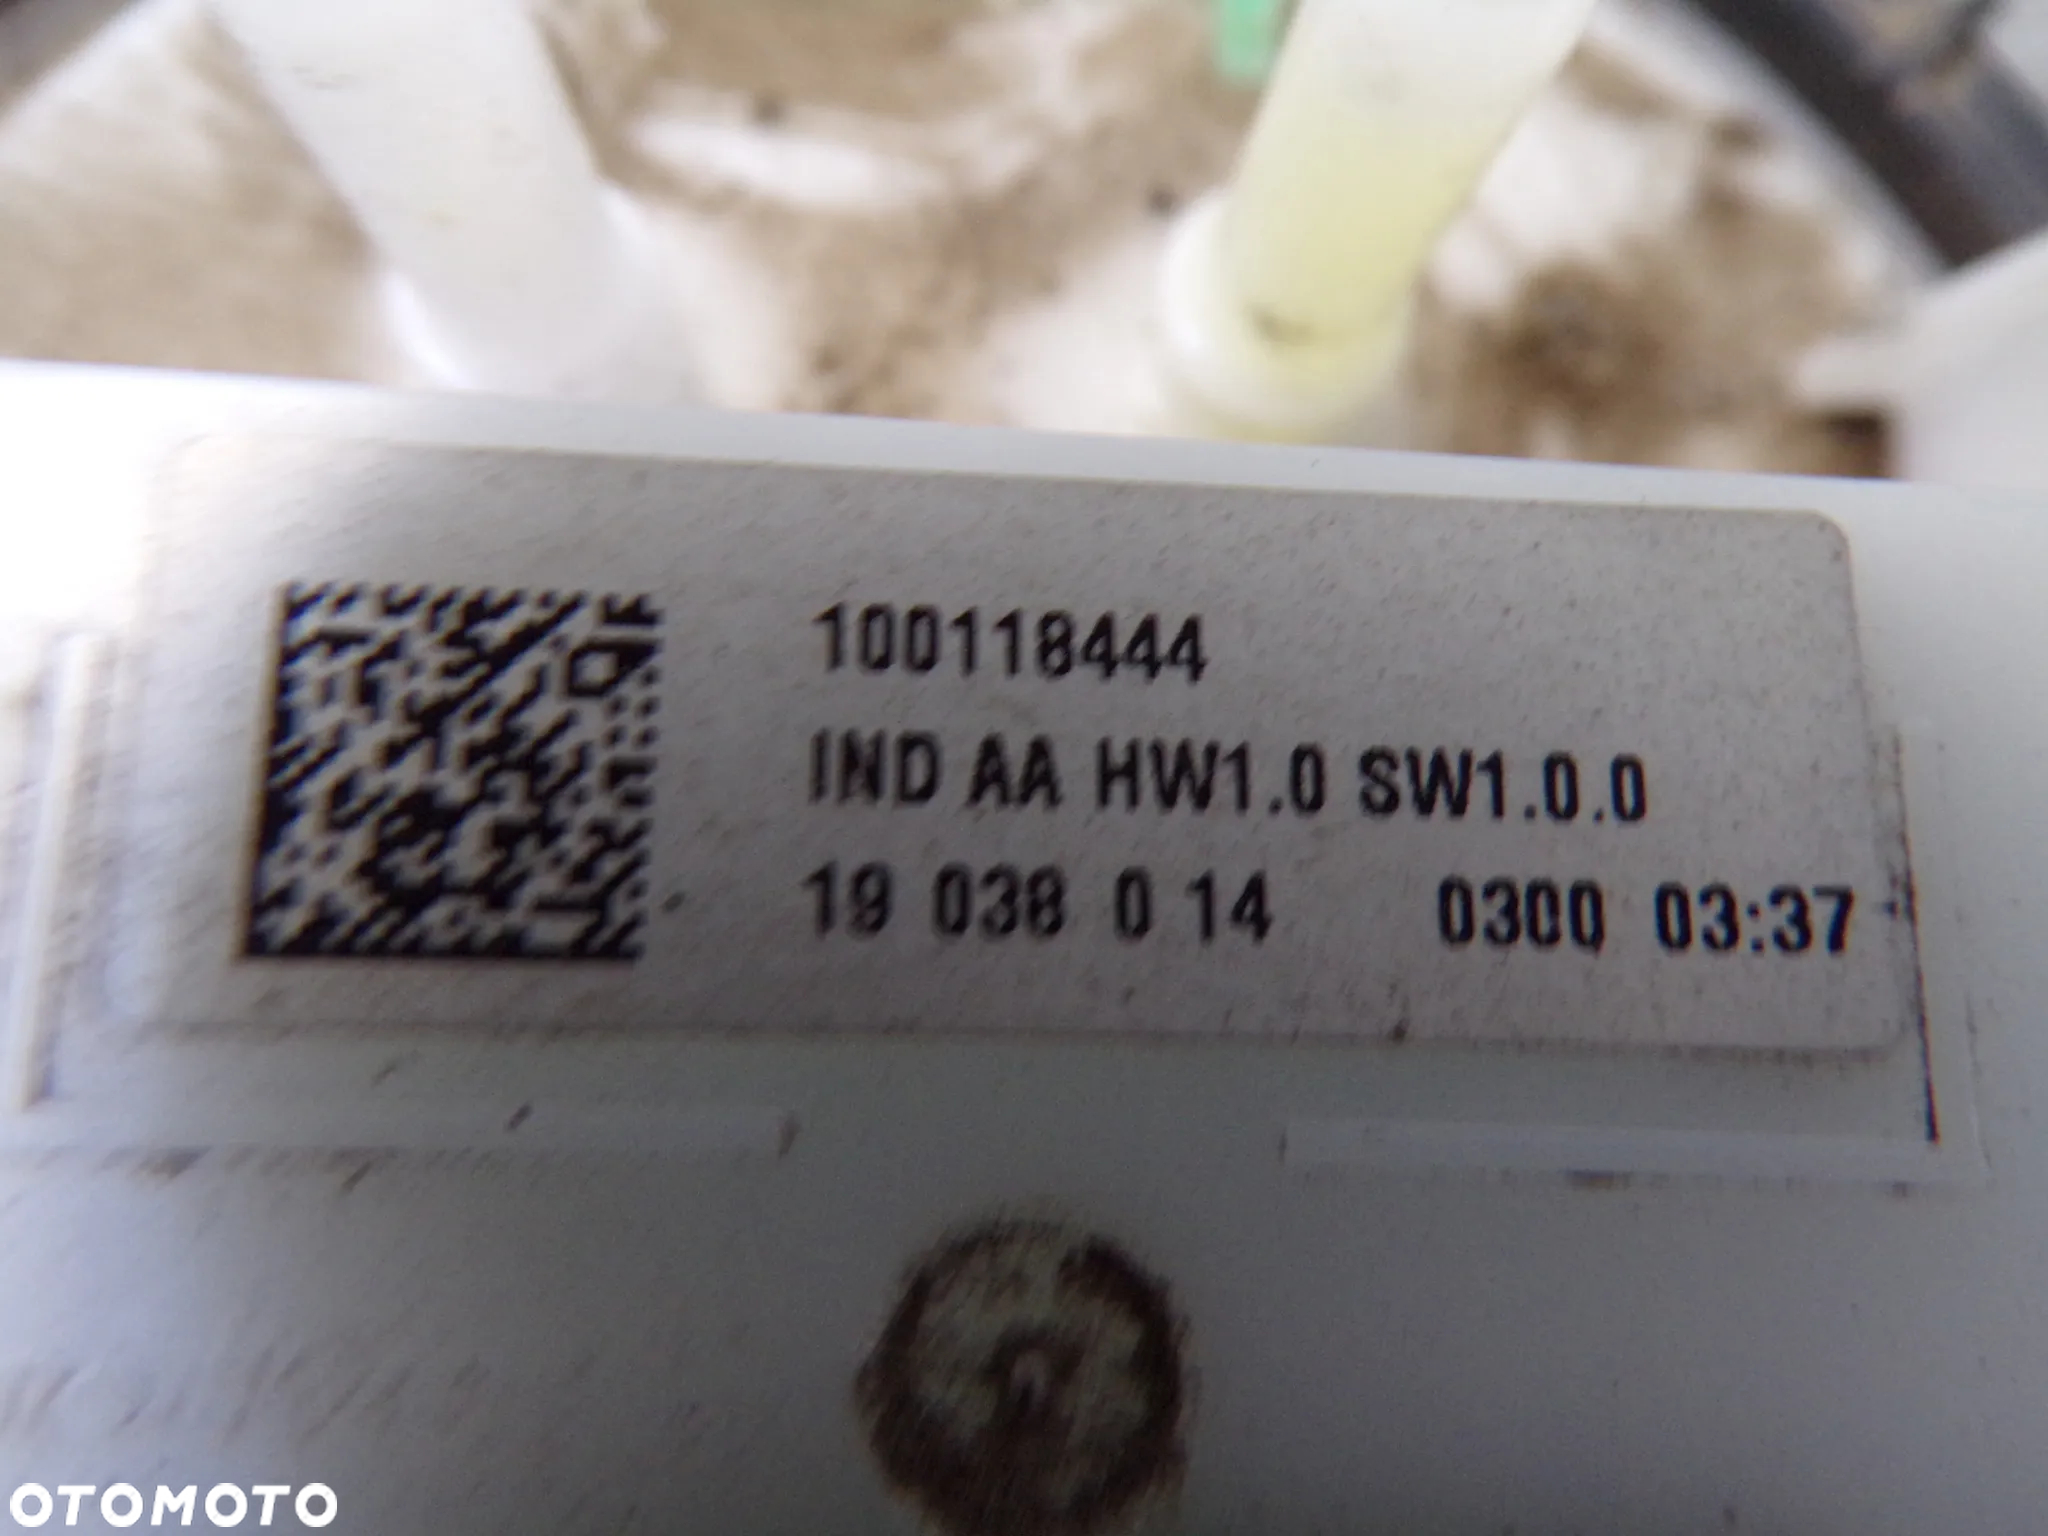 100118444
IND AA HW1.0 SW1.0.0
19 038 0 14 0300 03:37
OTOMOTO